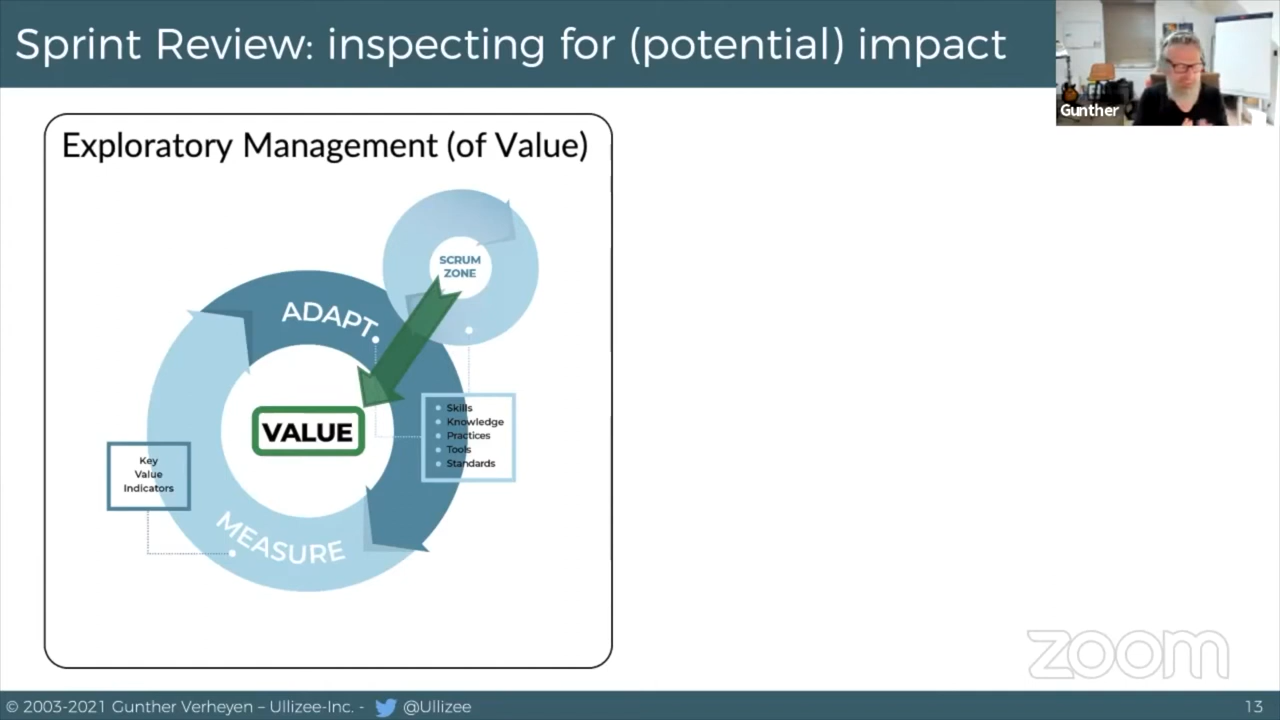 Sprint Review: inspecting for (potential) impact
Gunther
Exploratory Management (of Value)
SCRUM
ZONE
ADAPT
VALUE
Skills
Knowledge
Practices
Tools
Standards
Key
Value
Indicators
MEASURE
zoom
© 2003-2021 Gunther Verheyen – Ullizee-Inc. - @Ullizee
13